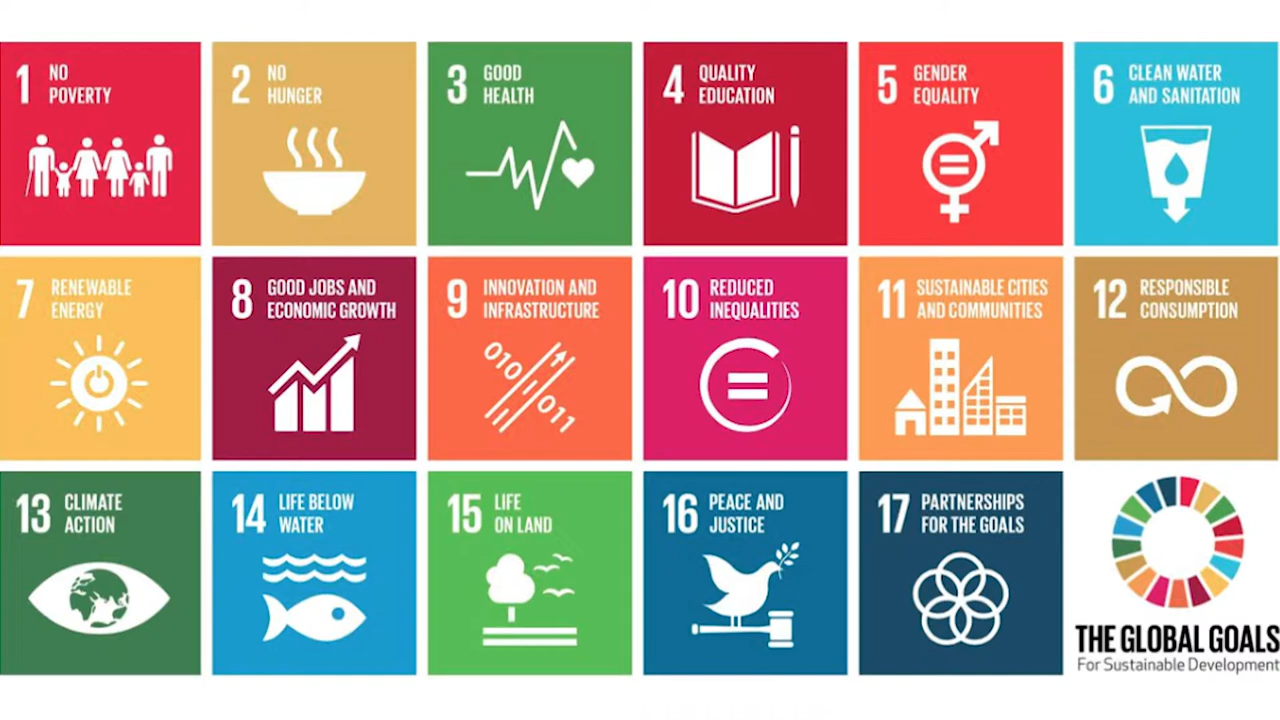 1 NO
POVERTY
2 NO
HUNGER
3 GOOD
HEALTH
4 QUALITY
EDUCATION
5 GENDER
EQUALITY
6 CLEAN WATER
AND SANITATION
7 RENEWABLE
ENERGY
8 GOOD JOBS AND
ECONOMIC GROWTH
9 INNOVATION AND
INFRASTRUCTURE
010
011
10 REDUCED
INEQUALITIES
11 SUSTAINABLE CITIES
AND COMMUNITIES
12 RESPONSIBLE
CONSUMPTION
13 CLIMATE
ACTION
14 LIFE BELOW
WATER
15 LIFE
ON LAND
16 PEACE AND
JUSTICE
17 PARTNERSHIPS
FOR THE GOALS
THE GLOBAL GOALS
For Sustainable Development